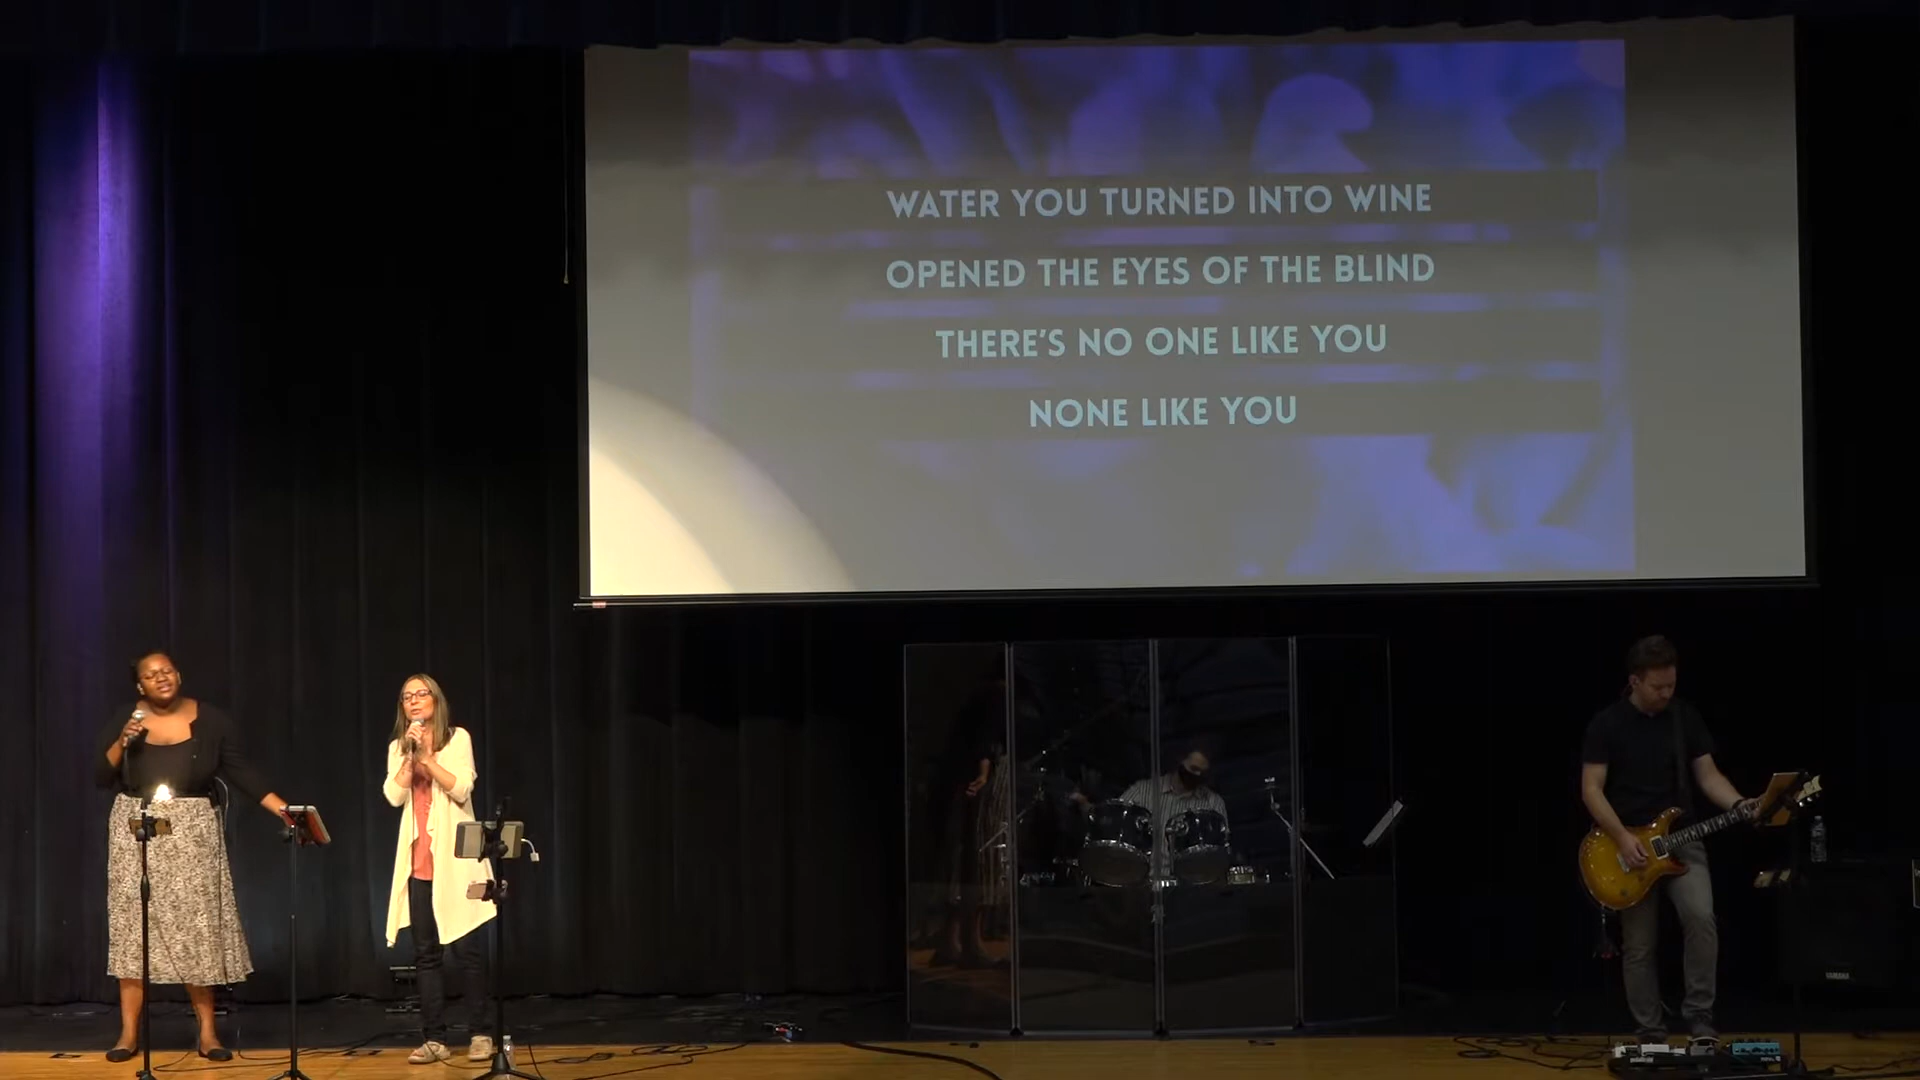 WATER YOU TURNED INTO WINE
OPENED THE EYES OF THE BLIND
THERE'S NO ONE LIKE YOU
NONE LIKE YOU
YAMAHA